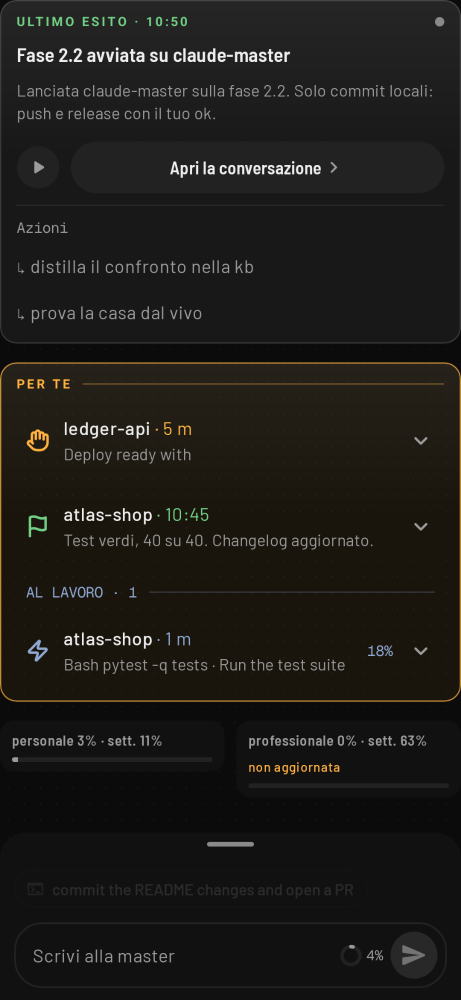 ULTIMO ESITO · 10:50
Fase 2.2 avviata su claude-master
Lanciata claude-master sulla fase 2.2. Solo commit locali:
push e release con il tuo ok.
Apri la conversazione
Azioni
↳ distilla il confronto nella kb
↳ prova la casa dal vivo
PER TE
ledger-api · 5 m
Deploy ready with
atlas-shop · 10:45
Test verdi, 40 su 40. Changelog aggiornato.
AL LAVORO · 1
atlas-shop · 1 m
Bash pytest -q tests · Run the test suite
18%
personale 3% · sett. 11%
professionale 0% · sett. 63%
non aggiornata
commit the README changes and open a PR
Scrivi alla master
4%